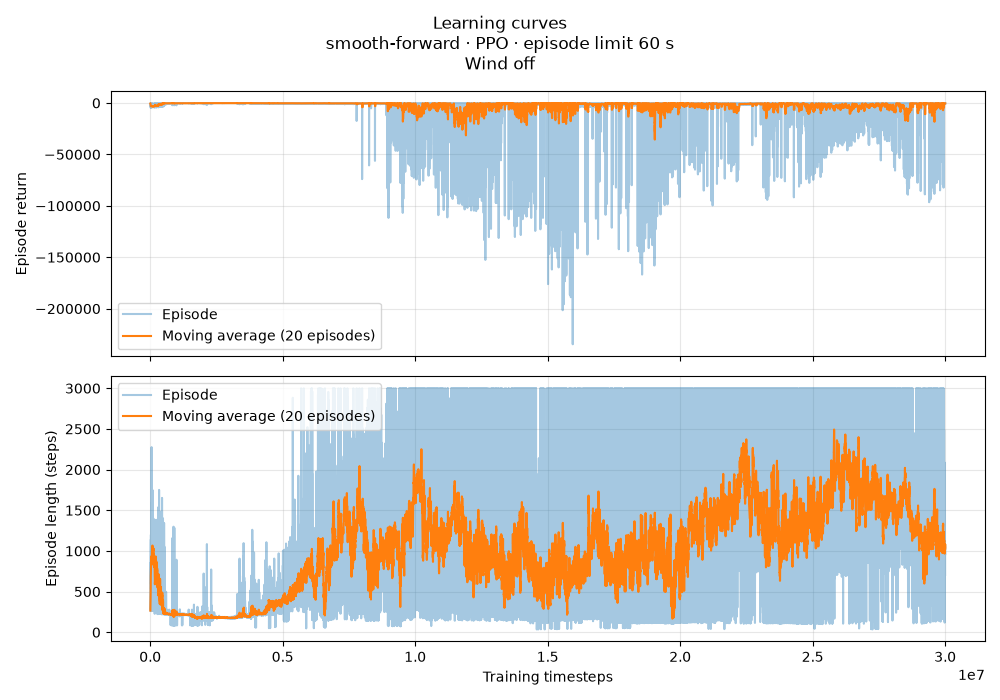 Learning curves
smooth-forward · PPO · episode limit 60 s
Wind off
0
−50000
−100000
−150000
−200000
Episode return
Episode
Moving average (20 episodes)
3000
2500
2000
1500
1000
500
0
Episode length (steps)
Episode
Moving average (20 episodes)
0.0
0.5
1.0
1.5
2.0
2.5
3.0
1e7
Training timesteps